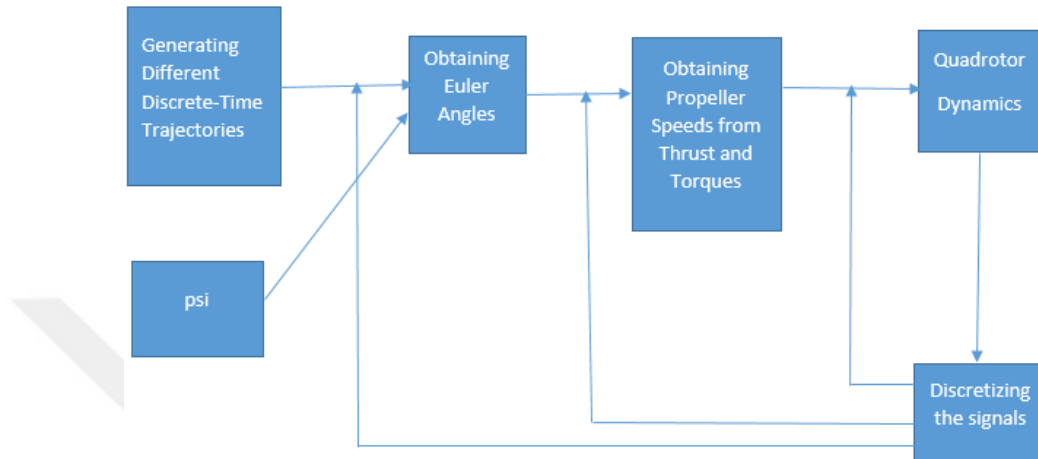 Generating
Different
Discrete-Time
Trajectories
Obtaining
Euler
Angles
Obtaining
Propeller
Speeds from
Thrust and
Torques
Quadrotor
Dynamics
psi
Discretizing
the signals